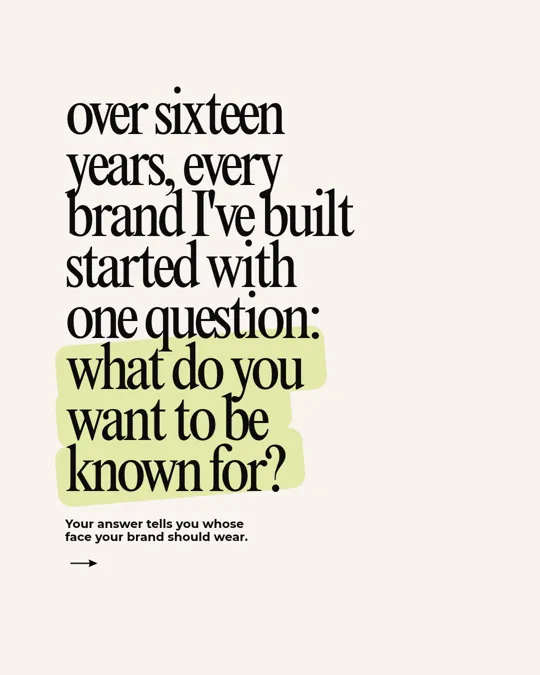 over sixteen
years, every
brand I've built
started with
one question:
what do you
want to be
known for?
Your answer tells you whose
face your brand should wear.